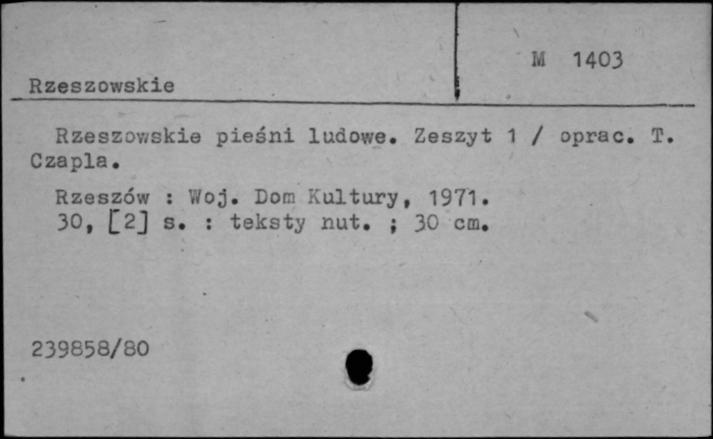 M 1403
Rzeszowskie
Rzeszowskie pieśni ludowe. Zeszyt 1 / oprac. T.
Czapla.
Rzeszów : Woj. Dom Kultury, 1971.
30, [2] s. : teksty nut. ; 30 cm.
239858/80